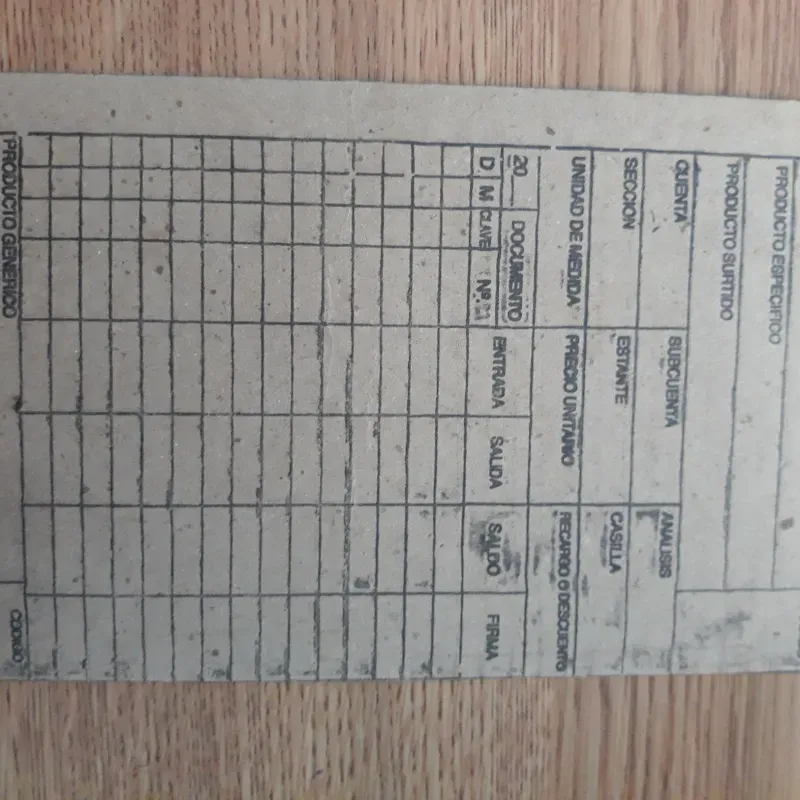 PRODUCTO ESPECIFICO
PRODUCTO SURTIDO
CUENTA SUBCUENTA ANALISIS
SECCION ESTANTE CASILLA
UNIDAD DE MEDIDA PRECIO UNITARIO RECARGO O DESCUENTO
20__ DOCUMENTO
D M CLAVE Nº. ENTRADA SALIDA SALDO FIRMA
PRODUCTO GENERICO CODIGO